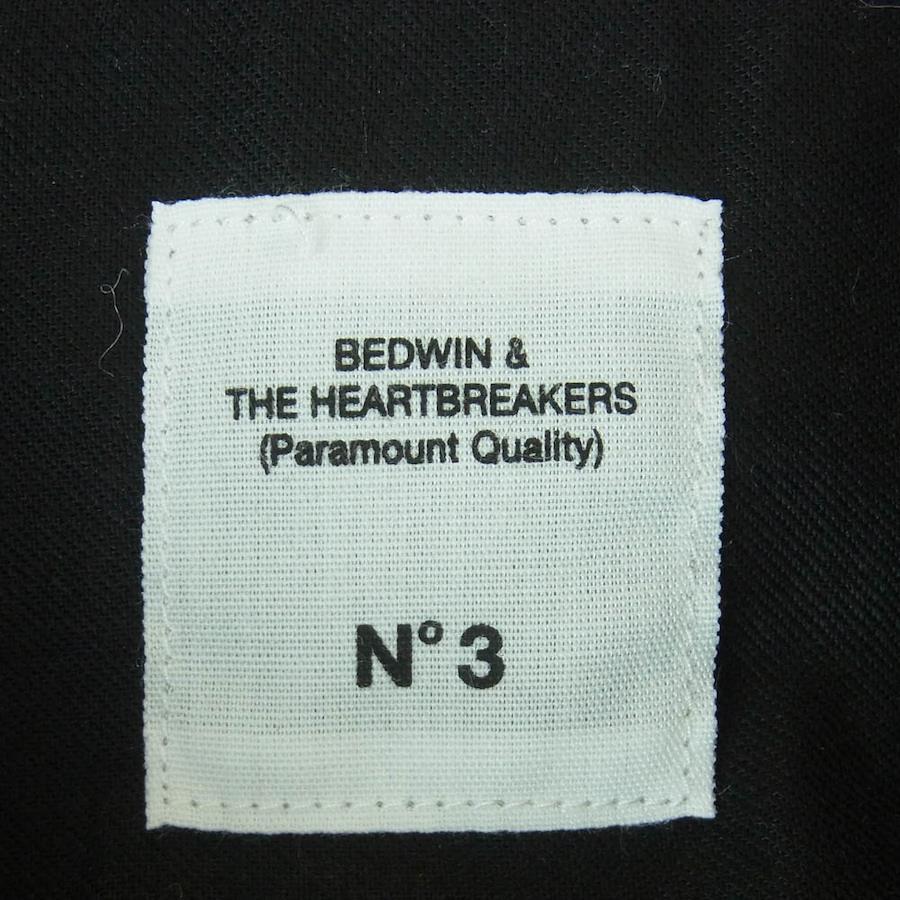 BEDWIN &
THE HEARTBREAKERS
(Paramount Quality)
N° 3